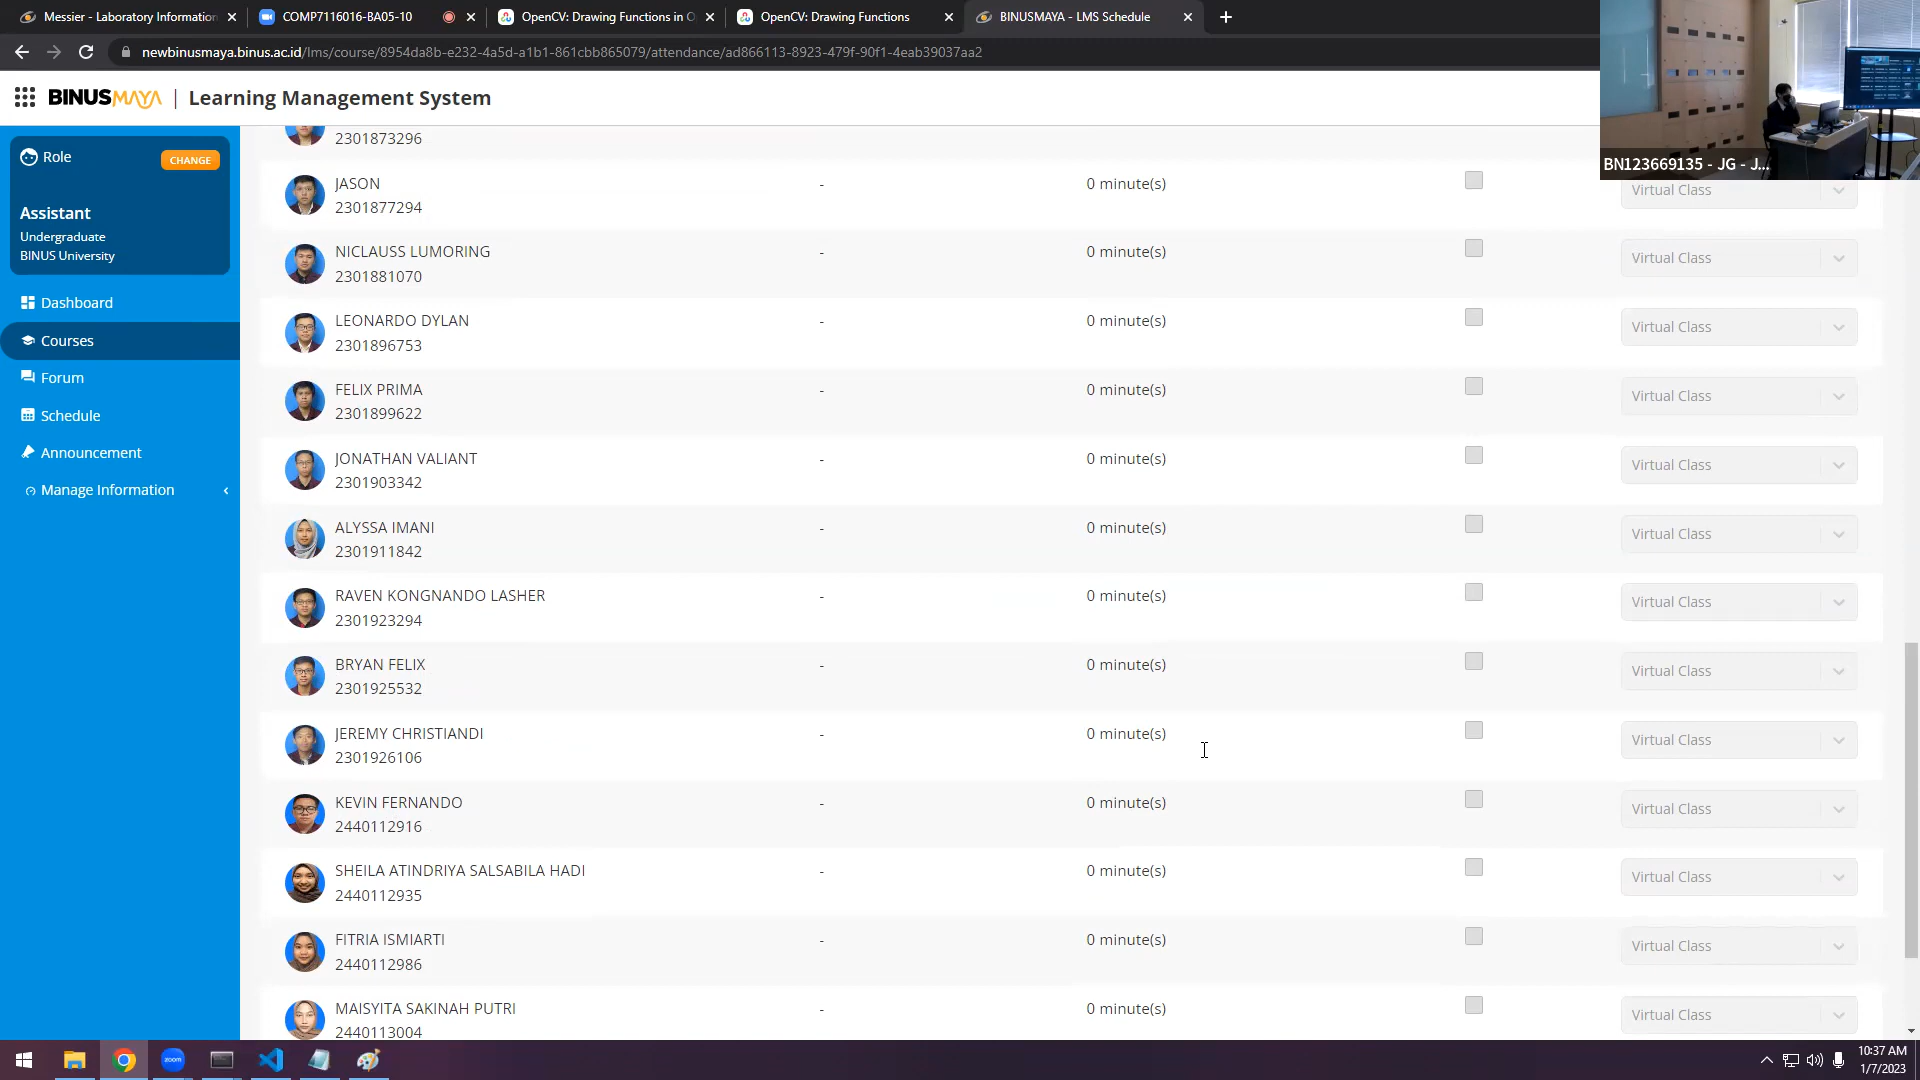 Messier - Laboratory Information
COMP7116016-BA05-10
OpenCV: Drawing Functions in O
OpenCV: Drawing Functions
BINUSMAYA - LMS Schedule
newbinusmaya.binus.ac.id/lms/course/8954da8b-e232-4a5d-a1b1-861cbb865079/attendance/ad866113-8923-479f-90f1-4eab39037aa2
BINUSMAYA | Learning Management System
BN123669135 - JG - J...
Role
CHANGE
Assistant
Undergraduate
BINUS University
Dashboard
Courses
Forum
Schedule
Announcement
Manage Information
2301873296
JASON - 0 minute(s) Virtual Class
2301877294
NICLAUSS LUMORING - 0 minute(s) Virtual Class
2301881070
LEONARDO DYLAN - 0 minute(s) Virtual Class
2301896753
FELIX PRIMA - 0 minute(s) Virtual Class
2301899622
JONATHAN VALIANT - 0 minute(s) Virtual Class
2301903342
ALYSSA IMANI - 0 minute(s) Virtual Class
2301911842
RAVEN KONGNANDO LASHER - 0 minute(s) Virtual Class
2301923294
BRYAN FELIX - 0 minute(s) Virtual Class
2301925532
JEREMY CHRISTIANDI - 0 minute(s) Virtual Class
2301926106
KEVIN FERNANDO - 0 minute(s) Virtual Class
2440112916
SHEILA ATINDRIYA SALSABILA HADI - 0 minute(s) Virtual Class
2440112935
FITRIA ISMIARTI - 0 minute(s) Virtual Class
2440112986
MAISYITA SAKINAH PUTRI - 0 minute(s) Virtual Class
2440113004
zoom
10:37 AM
1/7/2023